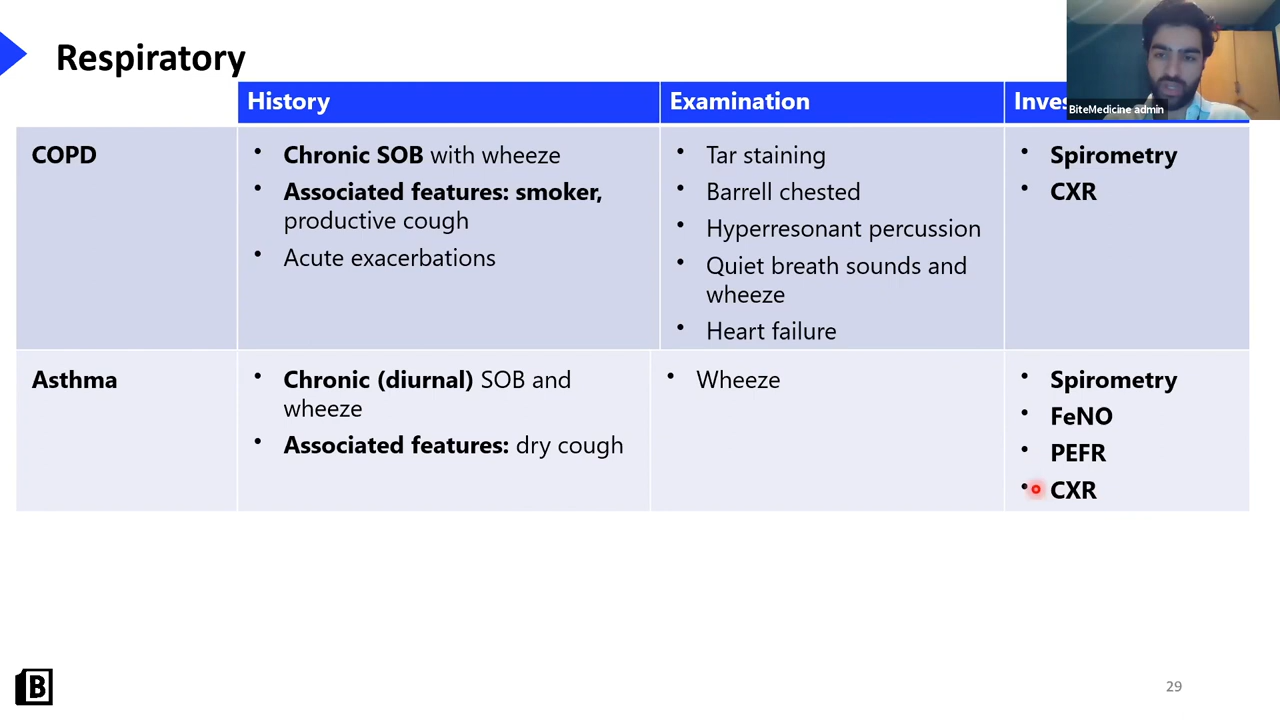 Respiratory
History
Examination
Inves
BiteMedicine admin
COPD
• Chronic SOB with wheeze
• Associated features: smoker,
productive cough
• Acute exacerbations
• Tar staining
• Barrell chested
• Hyperresonant percussion
• Quiet breath sounds and
wheeze
• Heart failure
• Spirometry
• CXR
Asthma
• Chronic (diurnal) SOB and
wheeze
• Associated features: dry cough
• Wheeze
• Spirometry
• FeNO
• PEFR
• CXR
B
29